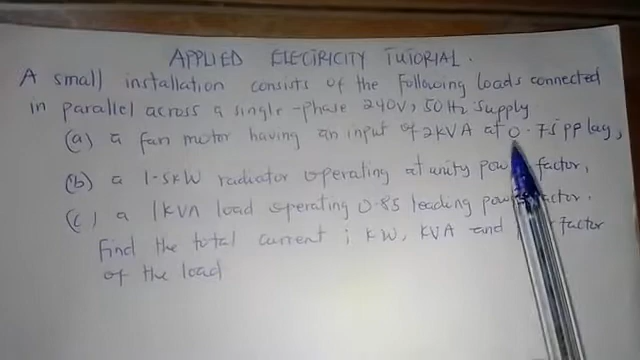 APPLIED ELECTRICITY TUTORIAL.
A small installation consists of the following loads connected
in parallel across a single-phase 240V, 50Hz supply
(a) a fan motor having an input of 2KVA at 0.75 pp lag,
(b) a 1.5KW radiator operating at unity pow factor,
(c) a 1KVA load operating 0.85 leading power factor.
Find the total current i KW, KVA and factor
of the load